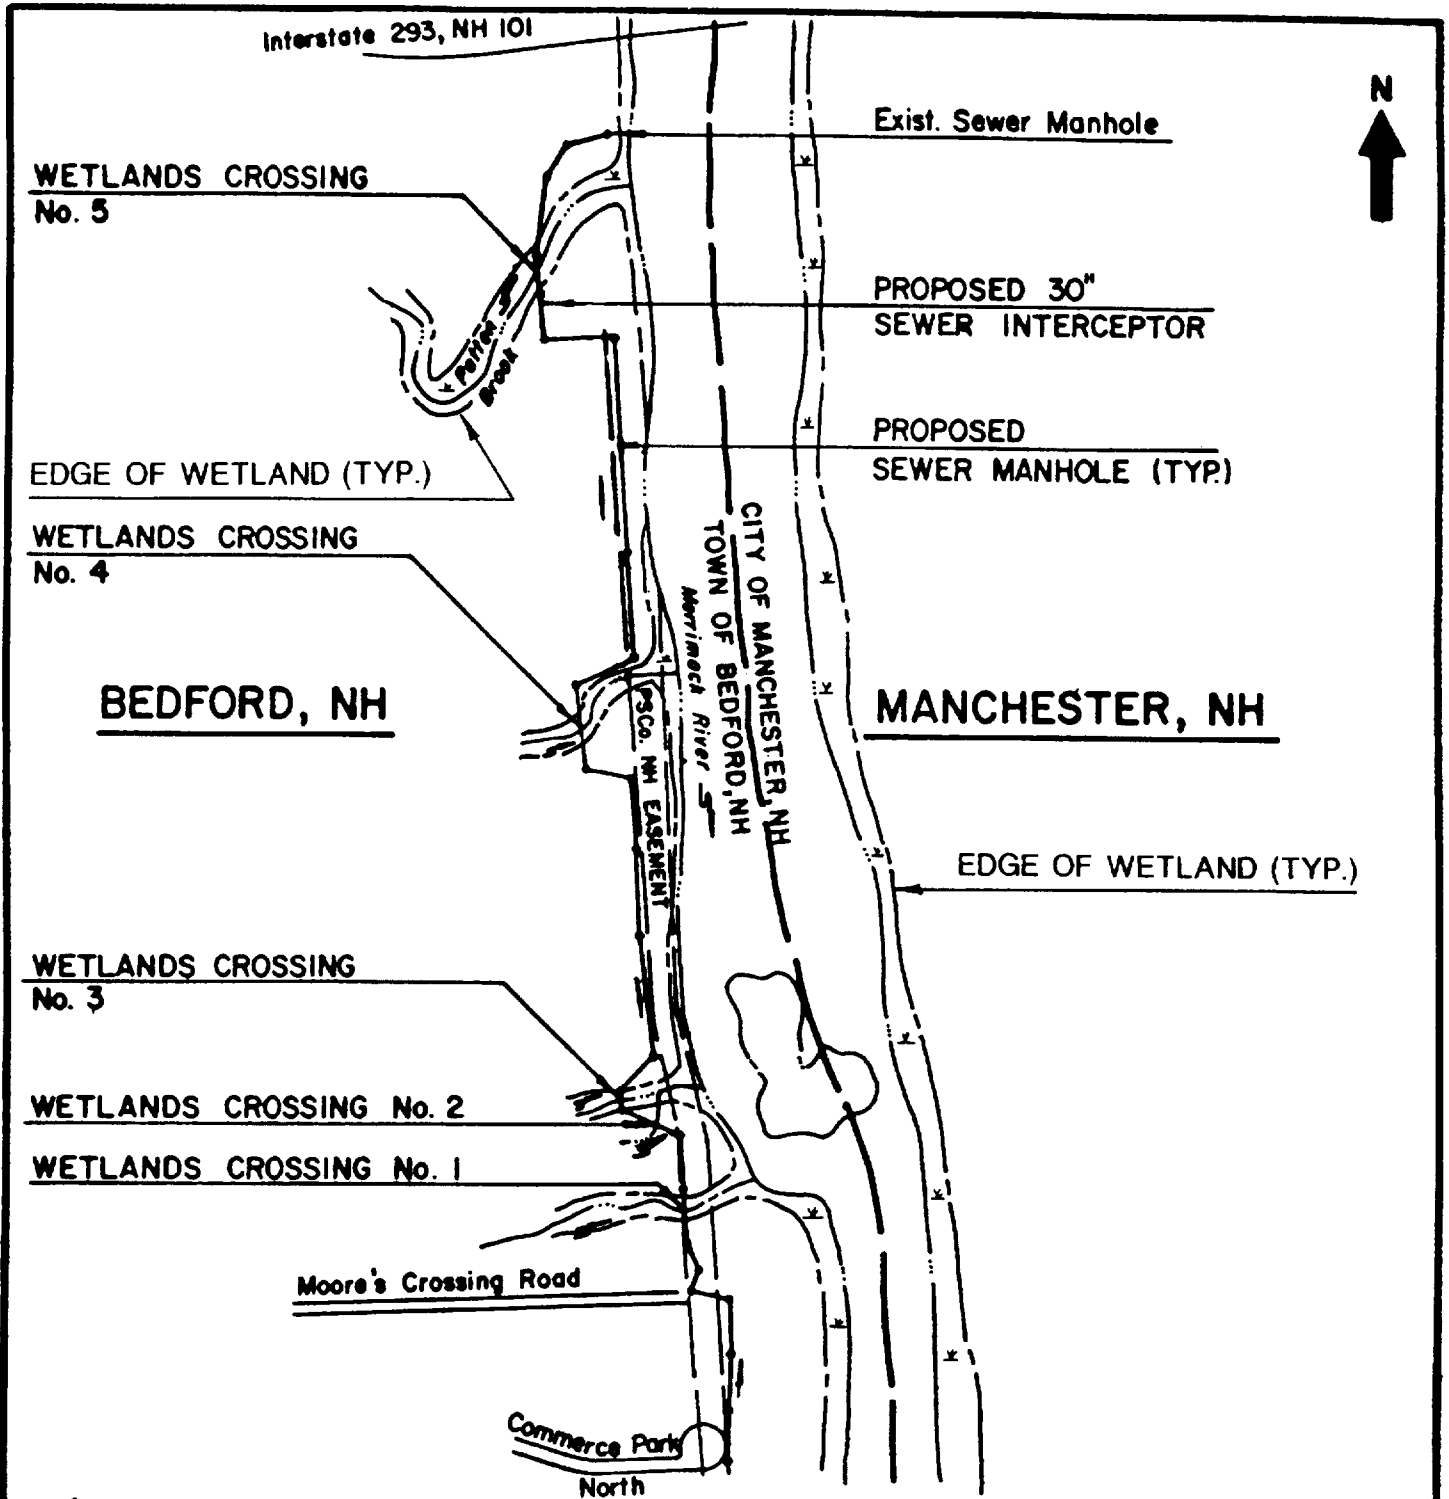 Interstate 293, NH 101
N
Exist. Sewer Manhole
WETLANDS CROSSING
No. 5
PROPOSED 30"
SEWER INTERCEPTOR
Patten
Brook
PROPOSED
SEWER MANHOLE (TYP.)
EDGE OF WETLAND (TYP.)
WETLANDS CROSSING
No. 4
CITY OF MANCHESTER, NH
TOWN OF BEDFORD, NH
Merrimack River
BEDFORD, NH
MANCHESTER, NH
PSCo. NH EASEMENT
EDGE OF WETLAND (TYP.)
WETLANDS CROSSING
No. 3
WETLANDS CROSSING No. 2
WETLANDS CROSSING No. 1
Moore's Crossing Road
Commerce Park
North